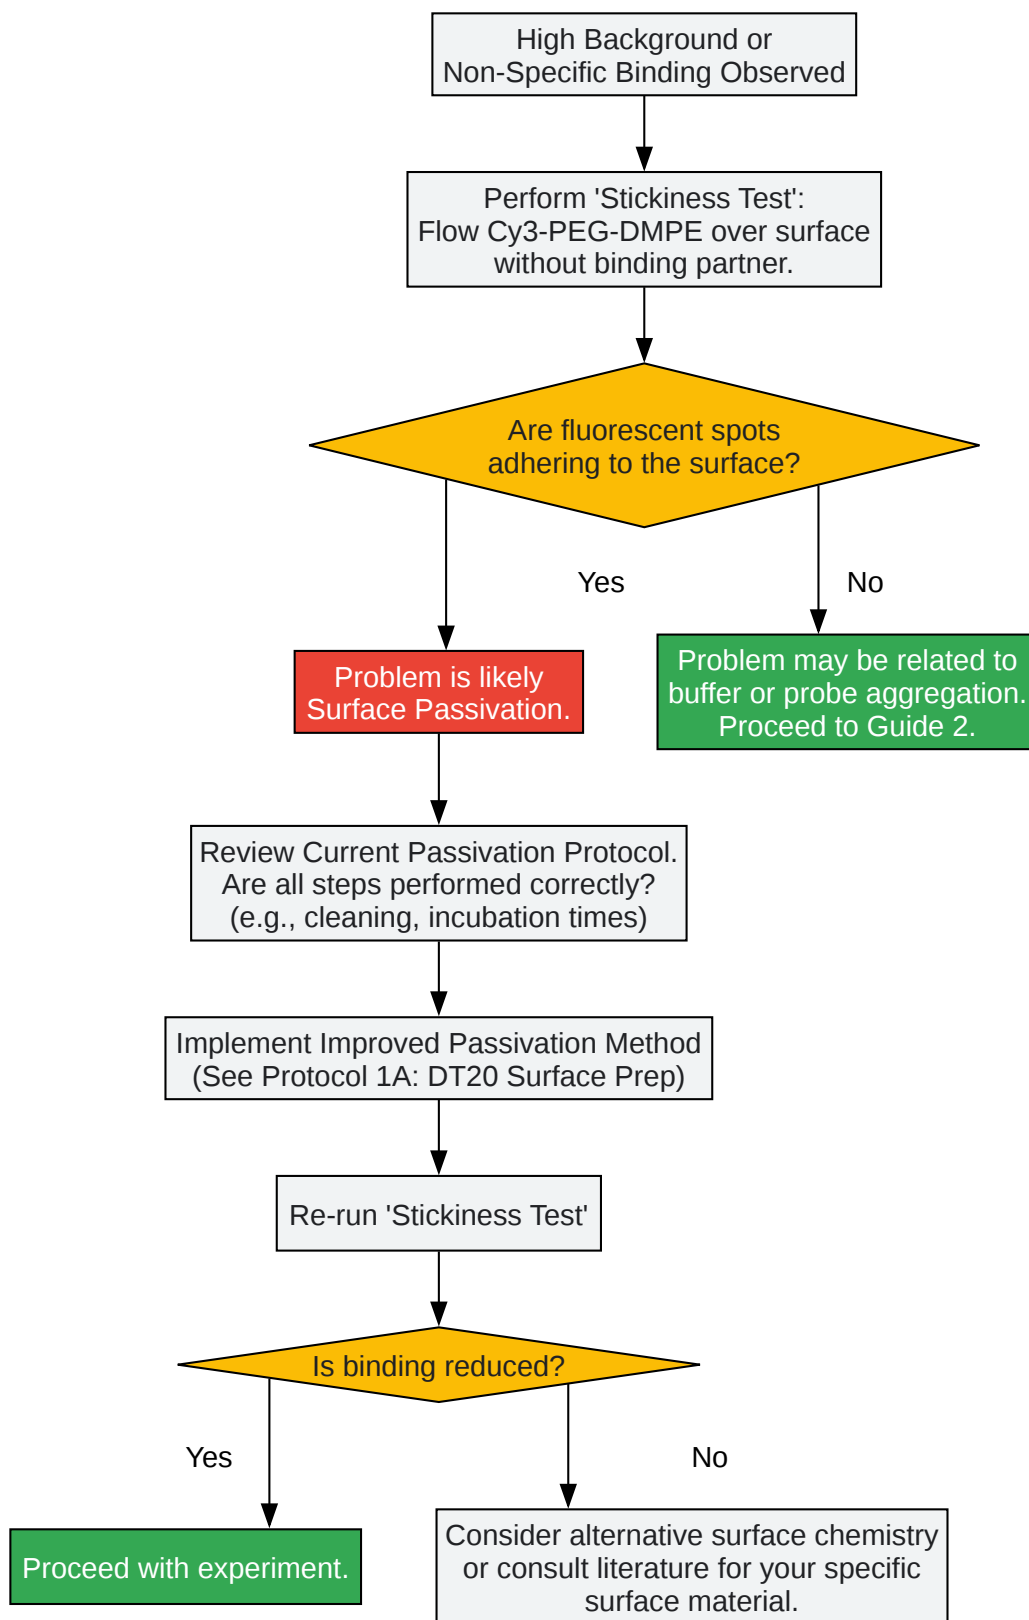 High Background or
Non-Specific Binding Observed
Perform 'Stickiness Test':
Flow Cy3-PEG-DMPE over surface
without binding partner.
Are fluorescent spots
adhering to the surface?
Yes
No
Problem is likely
Surface Passivation.
Problem may be related to
buffer or probe aggregation.
Proceed to Guide 2.
Review Current Passivation Protocol.
Are all steps performed correctly?
(e.g., cleaning, incubation times)
Implement Improved Passivation Method
(See Protocol 1A: DT20 Surface Prep)
Re-run 'Stickiness Test'
Is binding reduced?
Yes
No
Proceed with experiment.
Consider alternative surface chemistry
or consult literature for your specific
surface material.